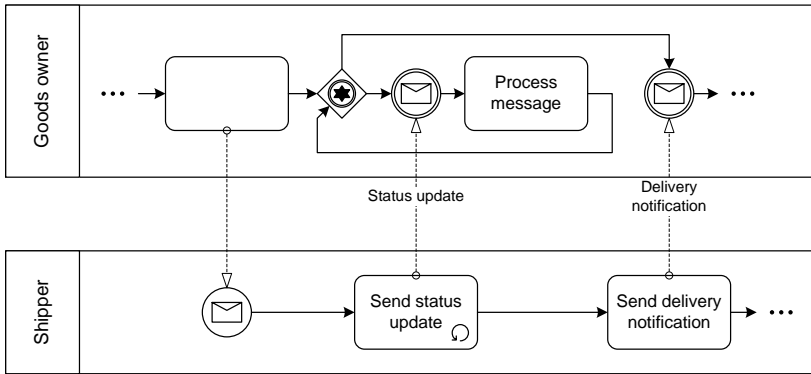 Goods owner
...
Process
message
...
Status update
Delivery
notification
Shipper
Send status
update
Send delivery
notification
...